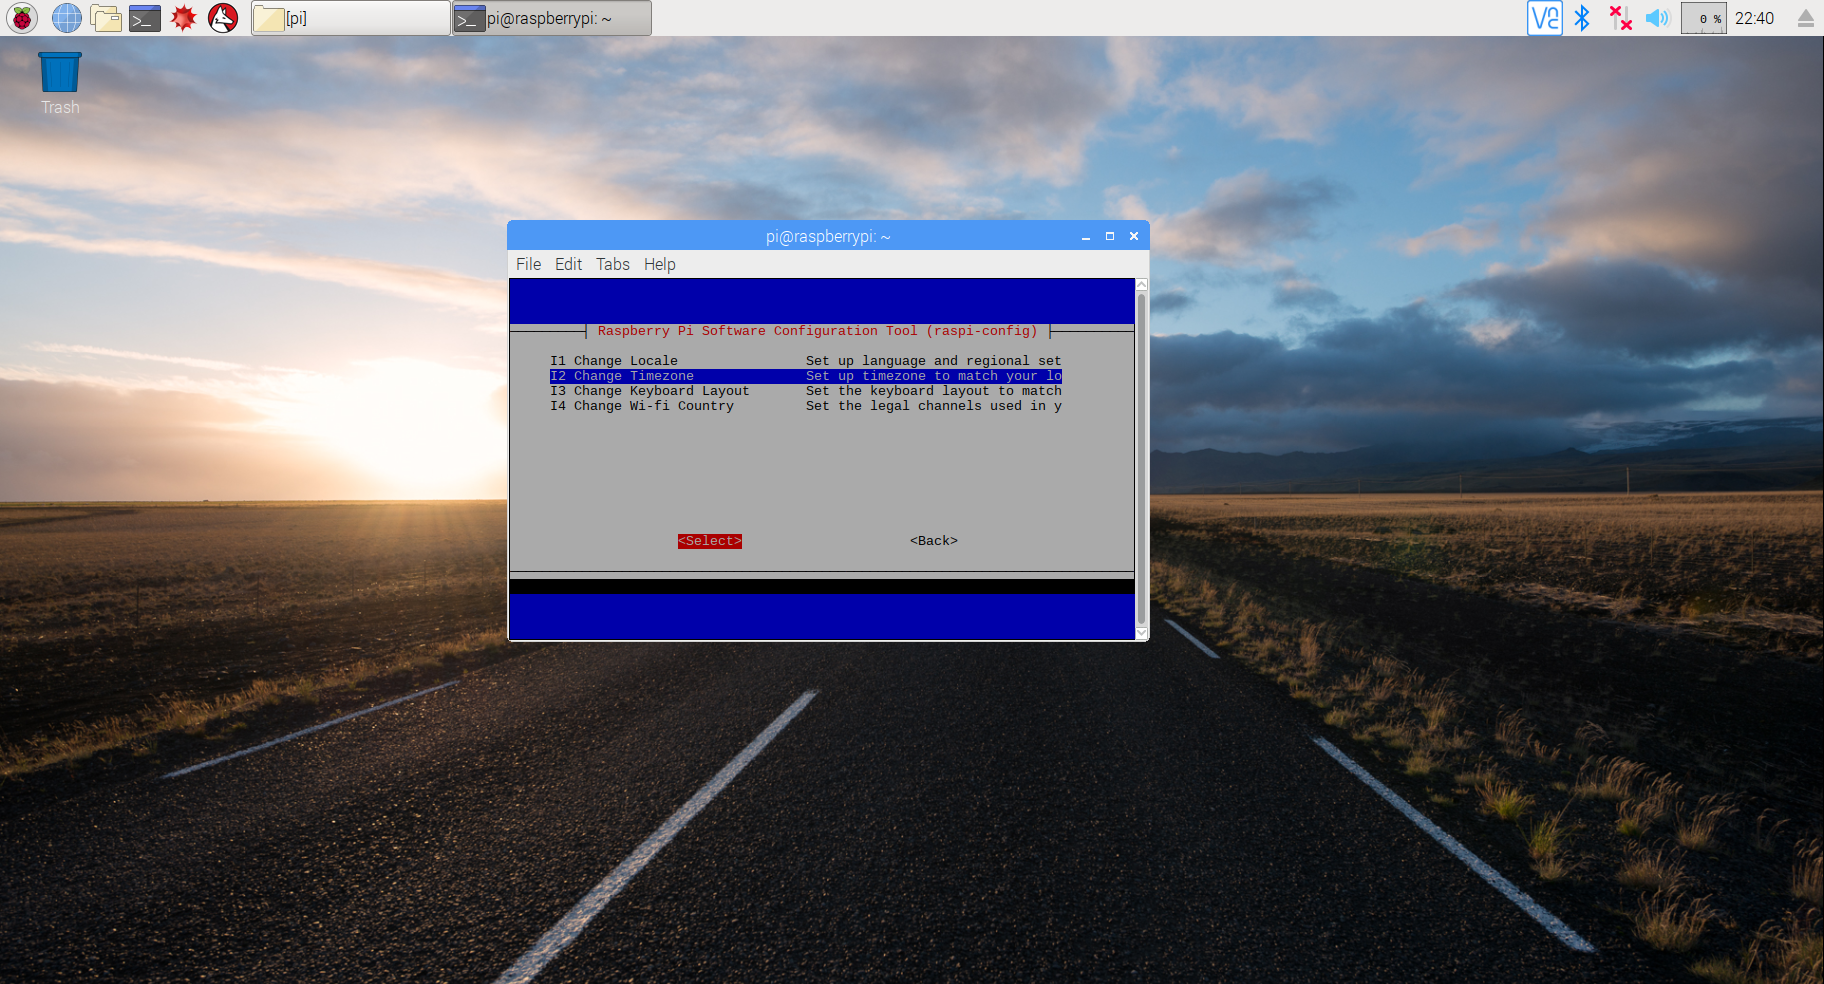 [pi]
pi@raspberrypi: ~
0 %
22:40
Trash
pi@raspberrypi: ~
File Edit Tabs Help
Raspberry Pi Software Configuration Tool (raspi-config)
I1 Change Locale Set up language and regional set
I2 Change Timezone Set up timezone to match your lo
I3 Change Keyboard Layout Set the keyboard layout to match
I4 Change Wi-fi Country Set the legal channels used in y
<Select> <Back>